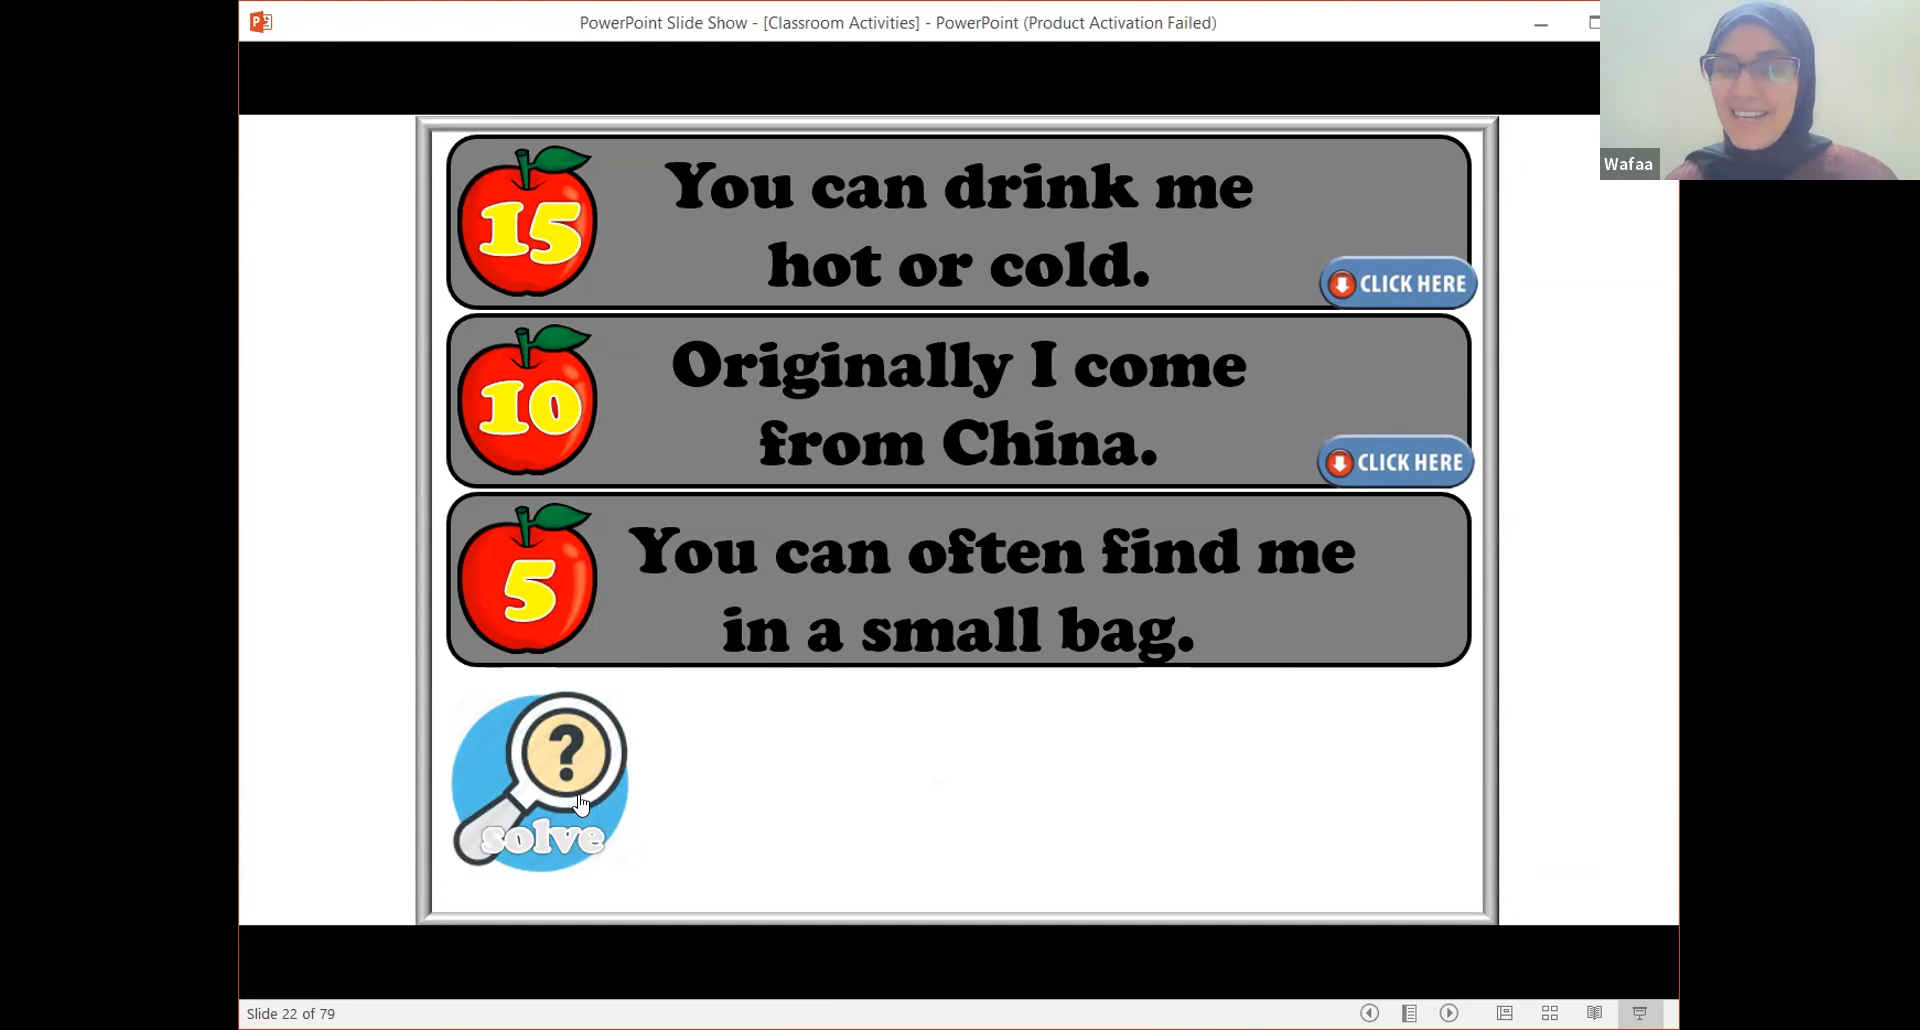 PowerPoint Slide Show - [Classroom Activities] - PowerPoint (Product Activation Failed)
Wafaa
15
You can drink me
hot or cold.
CLICK HERE
10
Originally I come
from China.
CLICK HERE
5
You can often find me
in a small bag.
?
solve
Slide 22 of 79